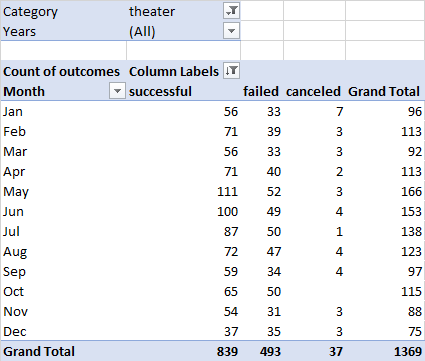 Category theater
Years (All)
Count of outcomes Column Labels
Month successful failed canceled Grand Total
Jan 56 33 7 96
Feb 71 39 3 113
Mar 56 33 3 92
Apr 71 40 2 113
May 111 52 3 166
Jun 100 49 4 153
Jul 87 50 1 138
Aug 72 47 4 123
Sep 59 34 4 97
Oct 65 50 115
Nov 54 31 3 88
Dec 37 35 3 75
Grand Total 839 493 37 1369